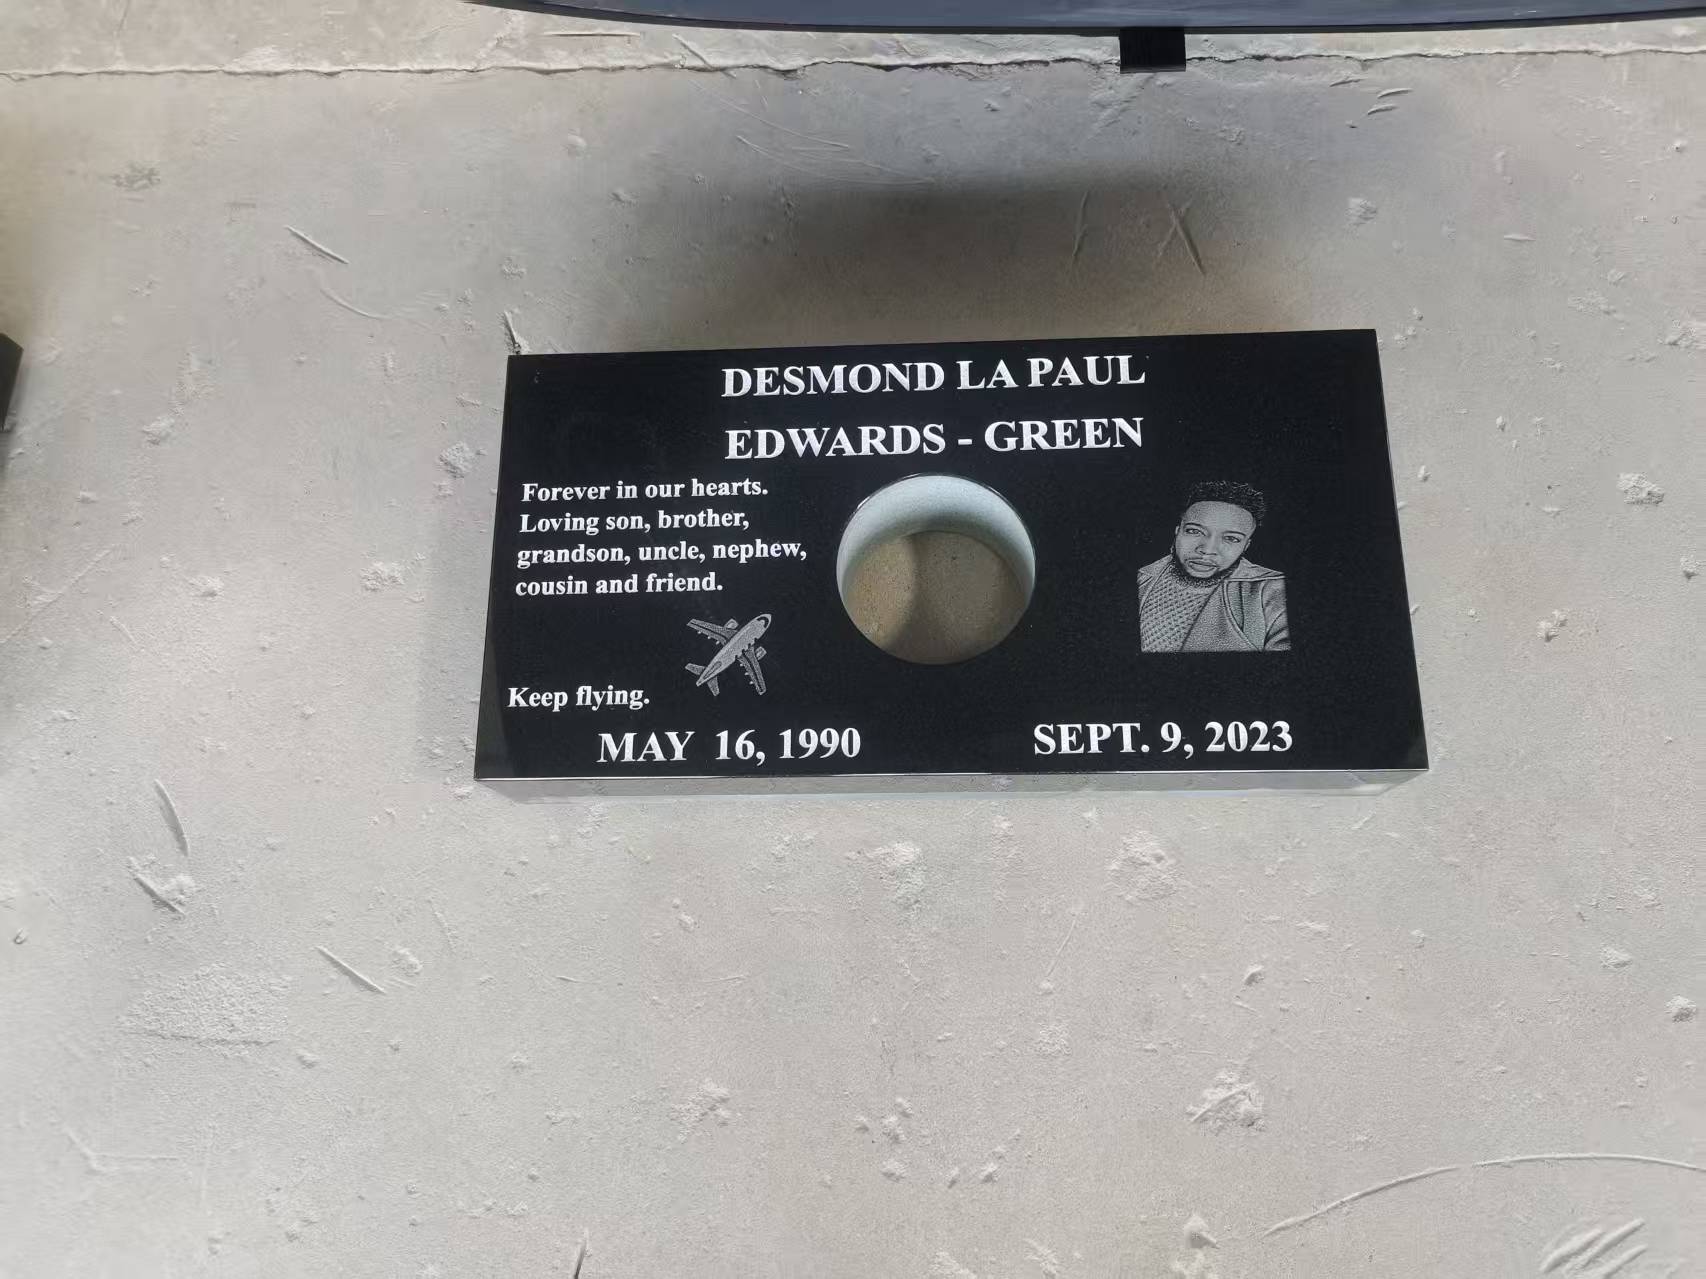 DESMOND LA PAUL
EDWARDS - GREEN
Forever in our hearts.
Loving son, brother,
grandson, uncle, nephew,
cousin and friend.
Keep flying.
MAY 16, 1990
SEPT. 9, 2023